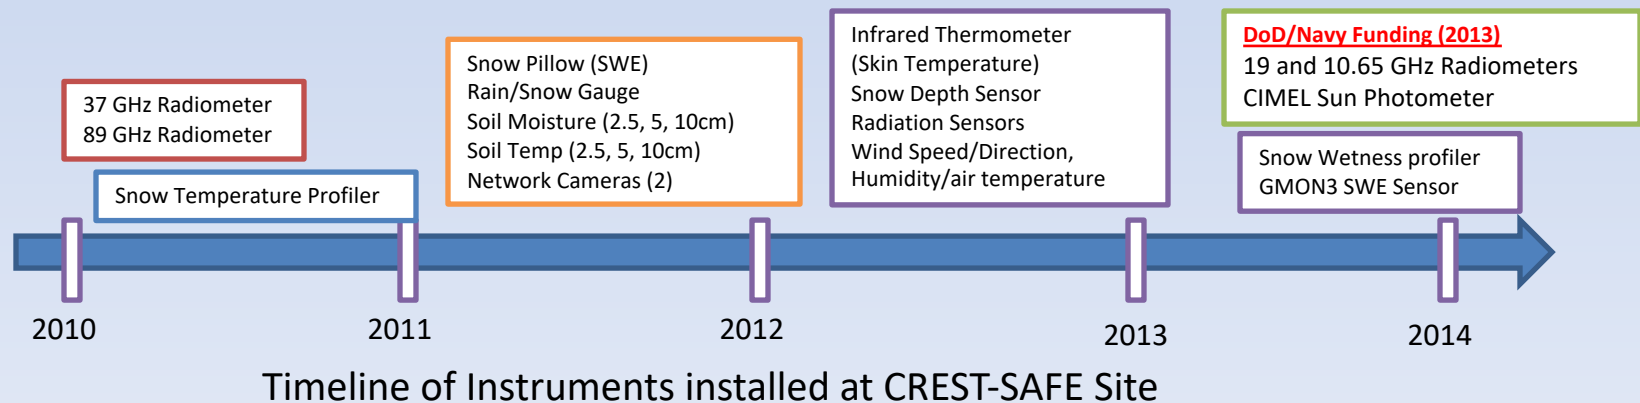 37 GHz Radiometer
89 GHz Radiometer
Snow Temperature Profiler
Snow Pillow (SWE)
Rain/Snow Gauge
Soil Moisture (2.5, 5, 10cm)
Soil Temp (2.5, 5, 10cm)
Network Cameras (2)
Infrared Thermometer
(Skin Temperature)
Snow Depth Sensor
Radiation Sensors
Wind Speed/Direction,
Humidity/air temperature
DoD/Navy Funding (2013)
19 and 10.65 GHz Radiometers
CIMEL Sun Photometer
Snow Wetness profiler
GMON3 SWE Sensor
2010
2011
2012
2013
2014
Timeline of Instruments installed at CREST-SAFE Site